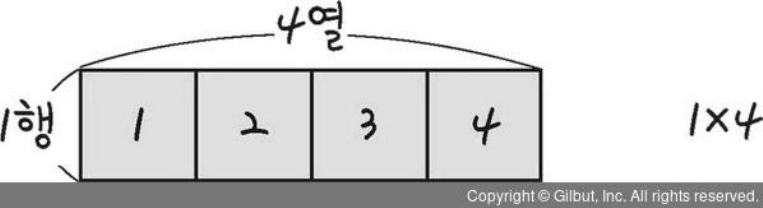 4열
1행 1 2 3 4 1×4
Copyright © Gilbut, Inc. All rights reserved.